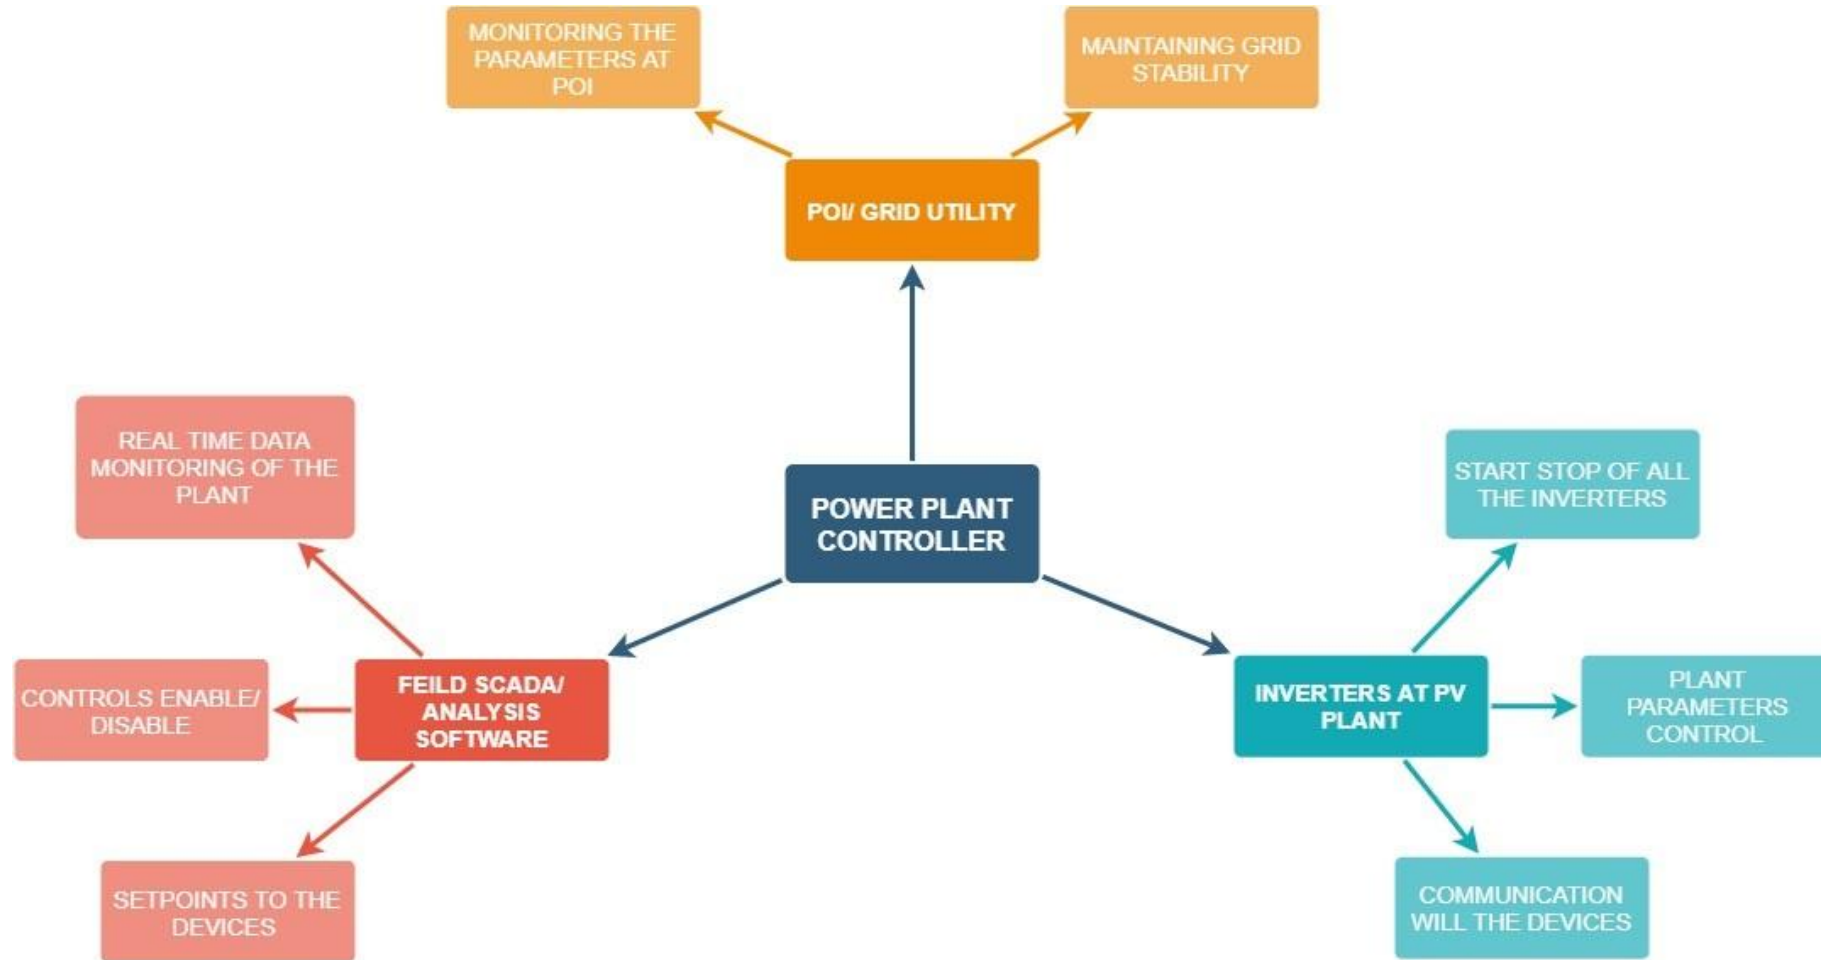 MONITORING THE
PARAMETERS AT
POI
MAINTAINING GRID
STABILITY
POI/ GRID UTILITY
REAL TIME DATA
MONITORING OF THE
PLANT
POWER PLANT
CONTROLLER
START STOP OF ALL
THE INVERTERS
CONTROLS ENABLE/
DISABLE
FEILD SCADA/
ANALYSIS
SOFTWARE
INVERTERS AT PV
PLANT
PLANT
PARAMETERS
CONTROL
SETPOINTS TO THE
DEVICES
COMMUNICATION
WILL THE DEVICES